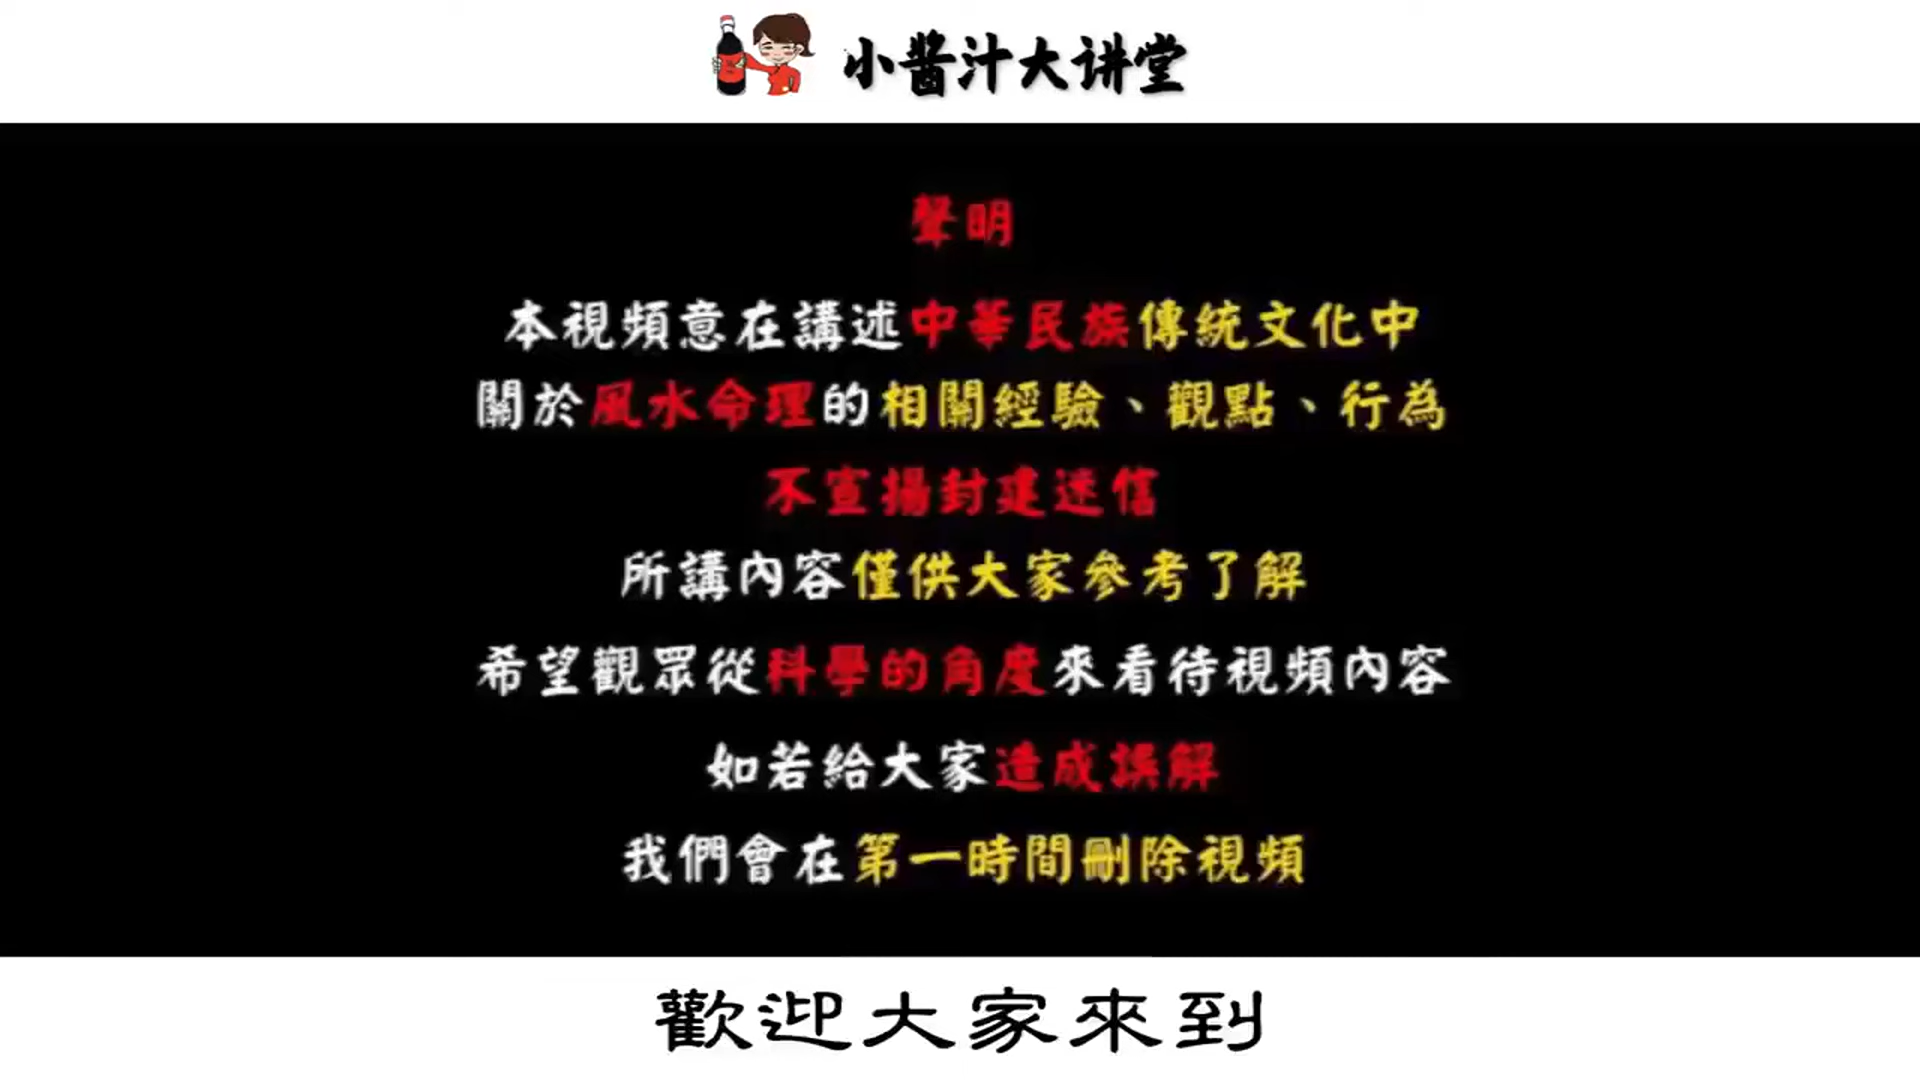 小酱汁大讲堂
聲明
本視頻意在講述中華民族傳統文化中
關於風水命理的相關經驗、觀點、行為
不宣揚封建迷信
所講內容僅供大家參考了解
希望觀眾從科學的角度來看待視頻內容
如若給大家造成誤解
我們會在第一時間刪除視頻
歡迎大家來到